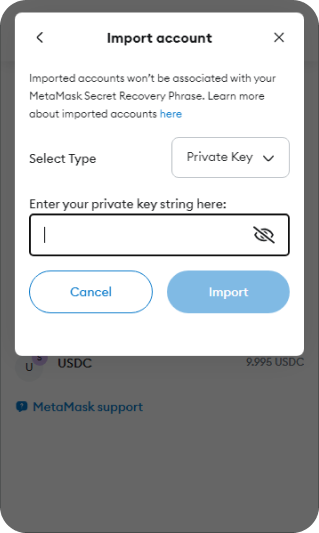 Import account
Imported accounts won't be associated with your
MetaMask Secret Recovery Phrase. Learn more
about imported accounts here
Select Type
Private Key
Enter your private key string here:
Cancel
Import
U
S
USDC
9.995 USDC
MetaMask support